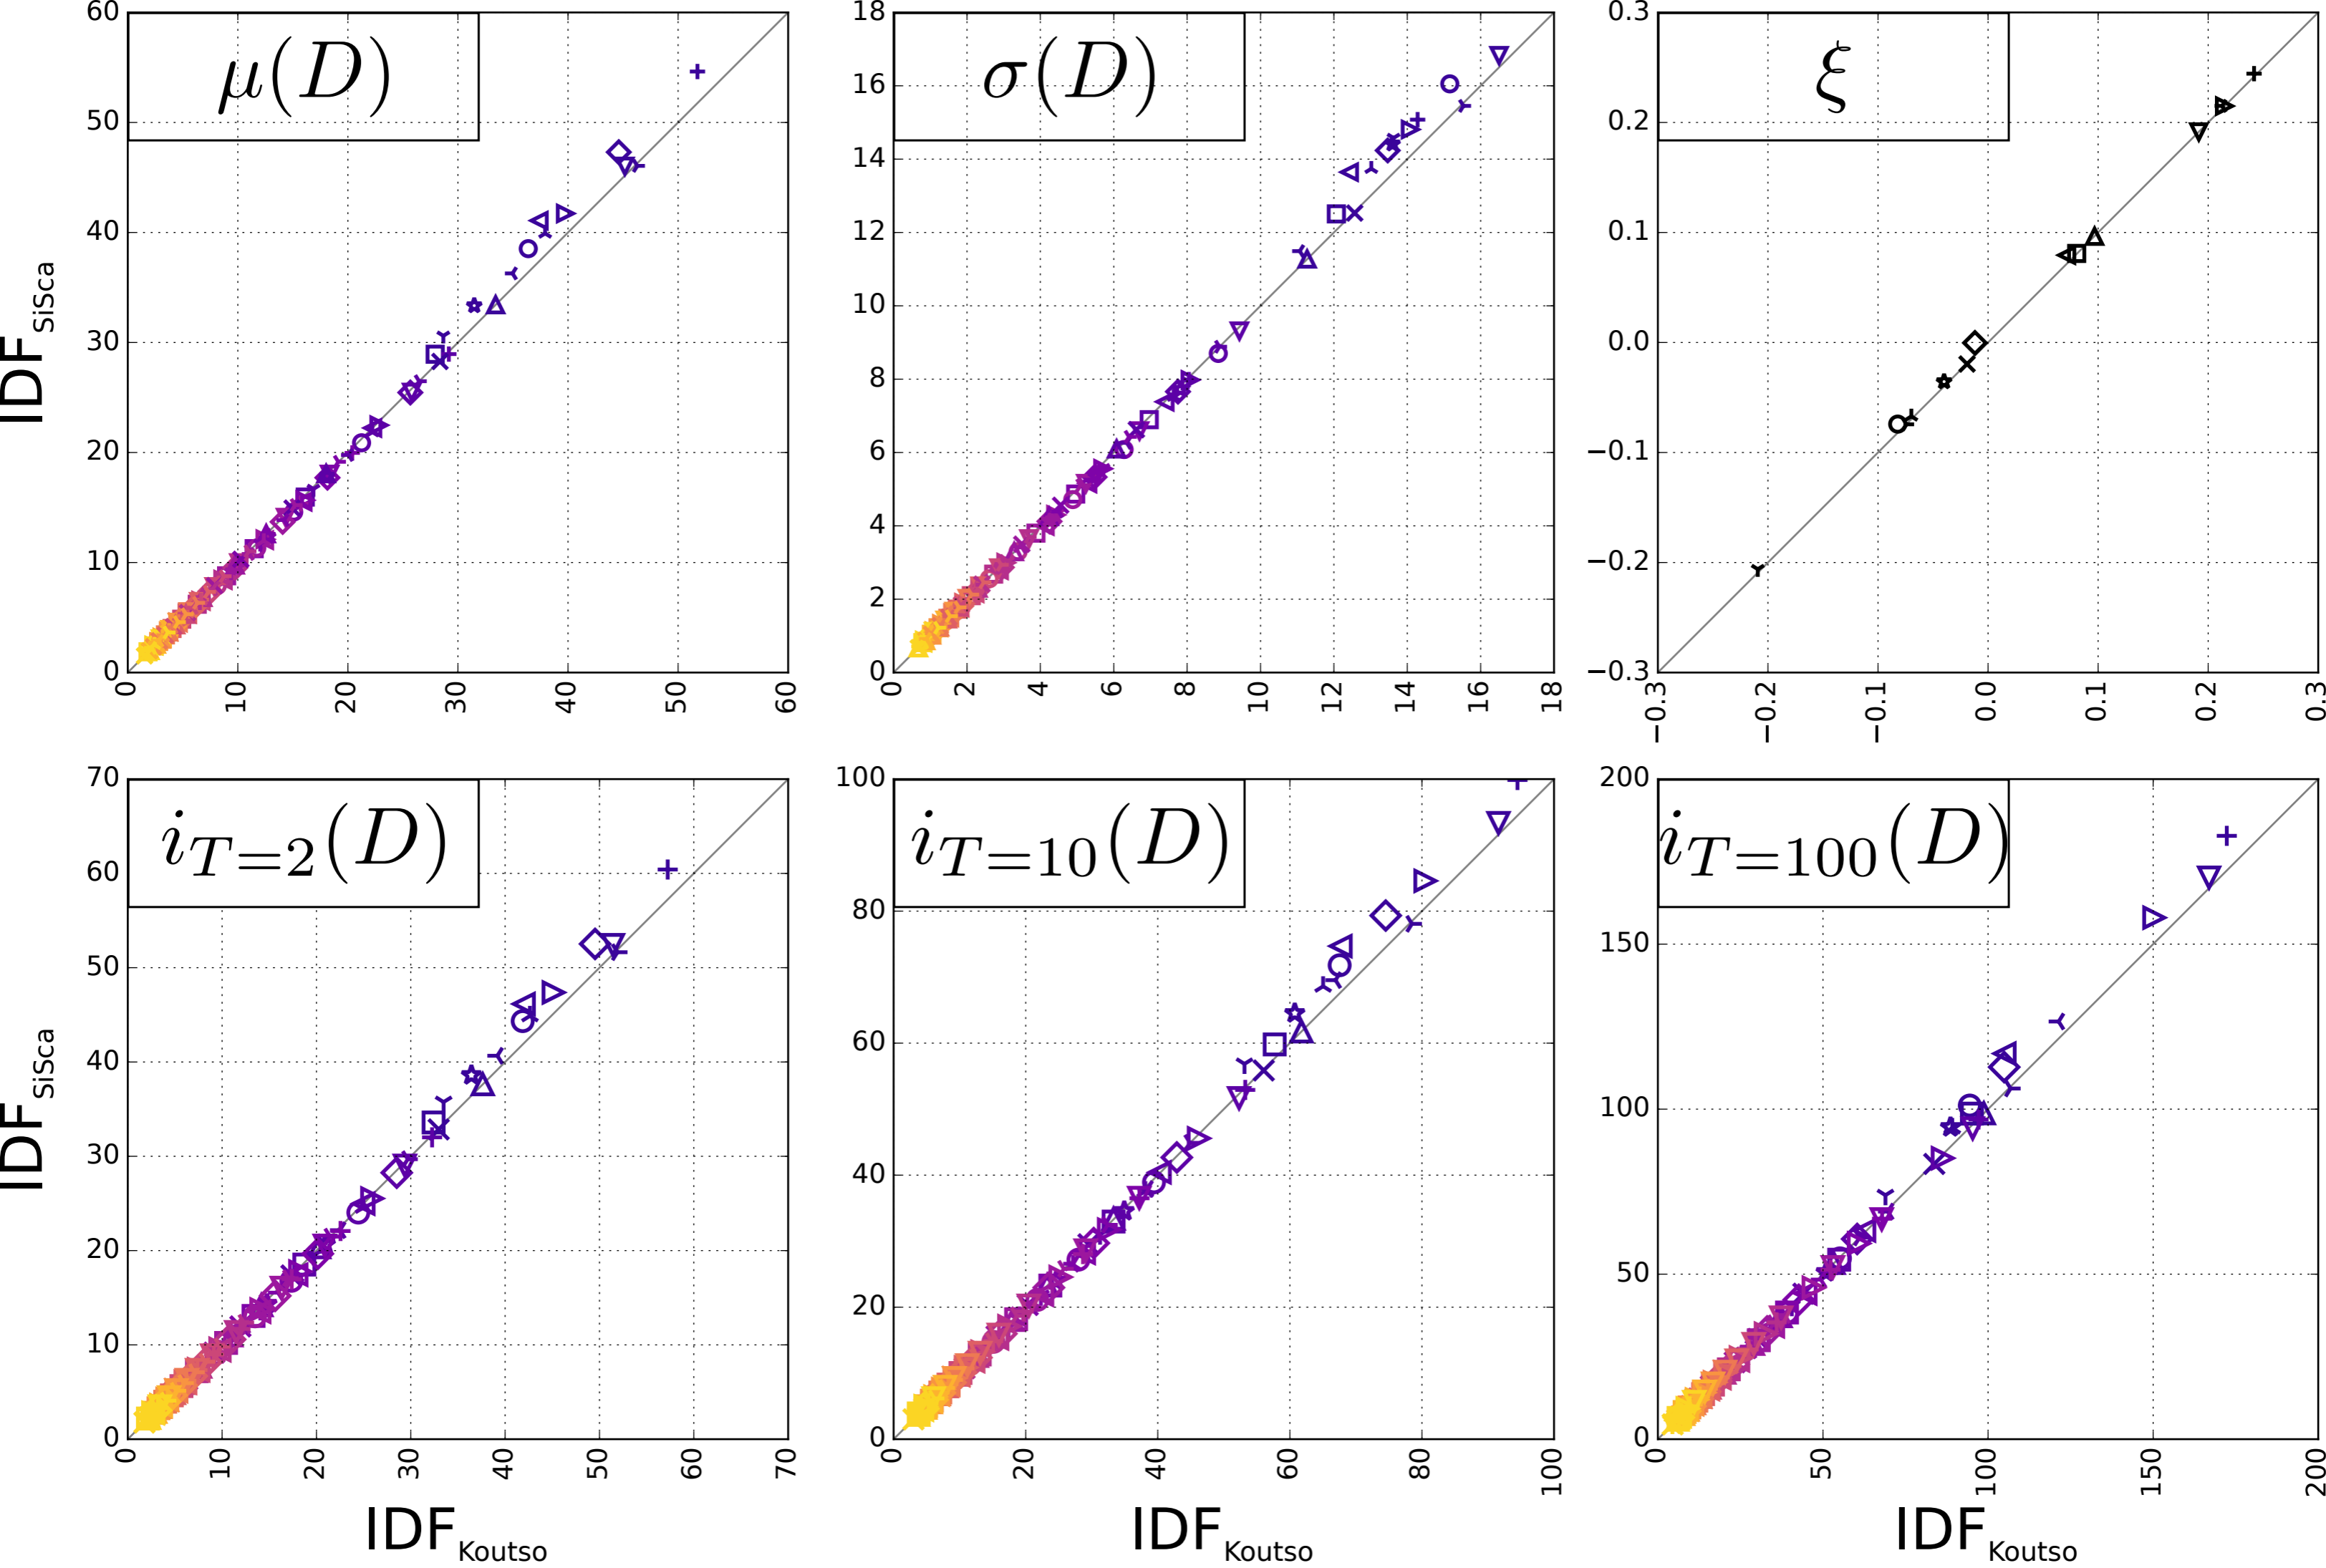 μ(D)
60
50
40
30
20
10
0
0 10 20 30 40 50 60
IDF_SiSca
σ(D)
18
16
14
12
10
8
6
4
2
0
0 2 4 6 8 10 12 14 16 18
ξ
0.3
0.2
0.1
0.0
−0.1
−0.2
−0.3
−0.3 −0.2 −0.1 0.0 0.1 0.2 0.3
i_{T=2}(D)
70
60
50
40
30
20
10
0
0 10 20 30 40 50 60 70
IDF_SiSca
IDF_Koutso
i_{T=10}(D)
100
80
60
40
20
0
0 20 40 60 80 100
IDF_Koutso
i_{T=100}(D)
200
150
100
50
0
0 50 100 150 200
IDF_Koutso